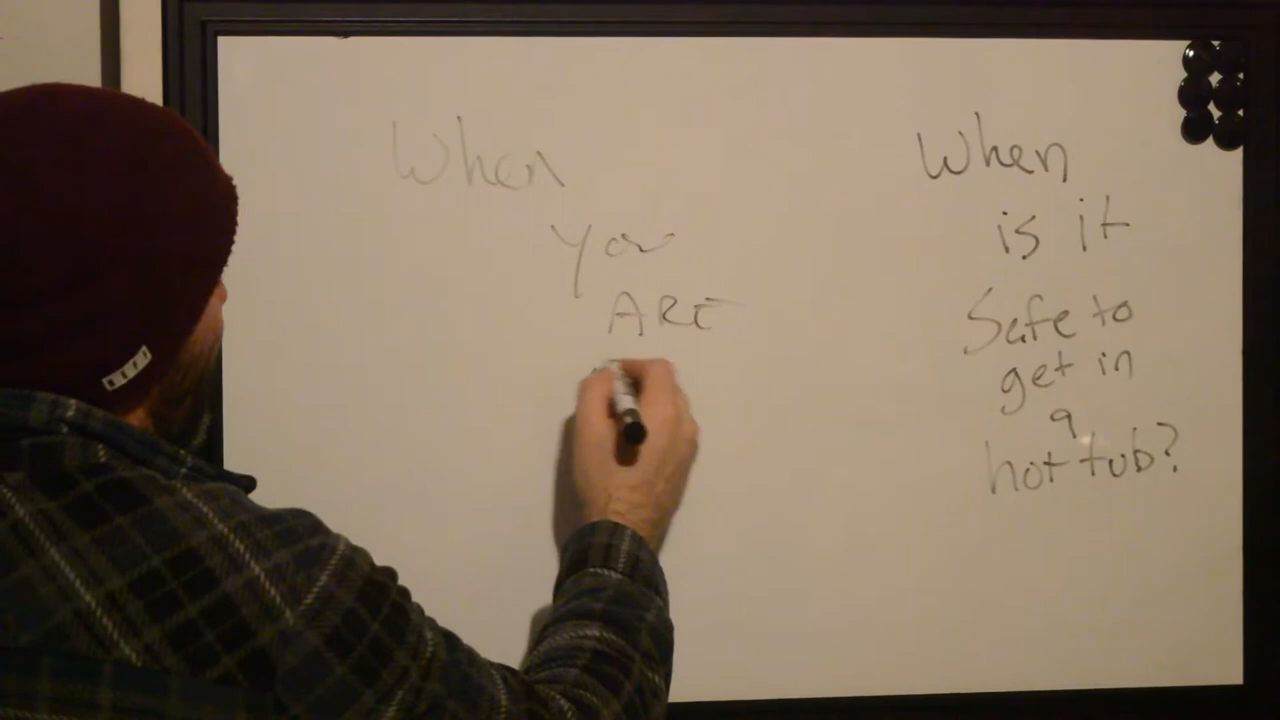 When
you
ARE
When
is it
Safe to
get in
a
hot tub?